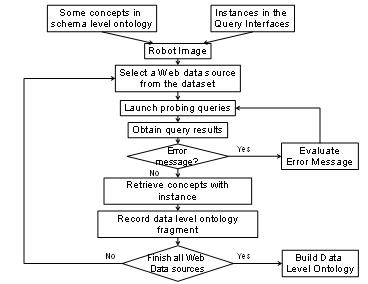 Some concepts in
schema level ontology
Instances in the
Query Interfaces
Robot Image
Select a Web data source
from the dataset
Launch probing queries
Obtain query results
Error
message?
Yes
Evaluate
Error Message
No
Retrieve concepts with
instance
Record data level ontology
fragment
No
Finish all Web
Data sources
Yes
Build Data
Level Ontology